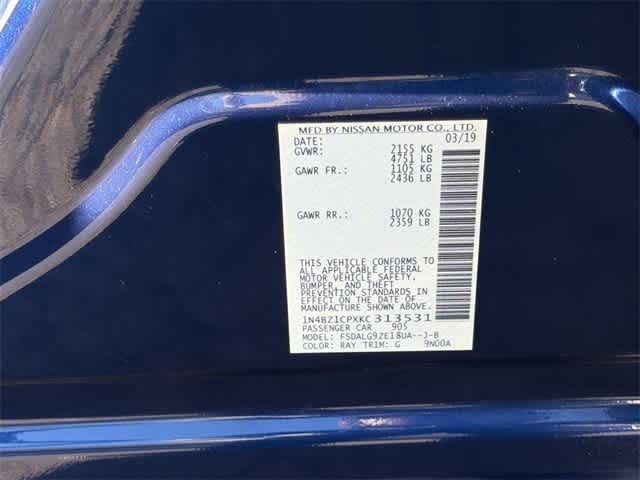 MFD BY NISSAN MOTOR CO., LTD.
DATE: 03/19
GVWR: 2155 KG
4751 LB
GAWR FR.: 1105 KG
2436 LB
GAWR RR.: 1070 KG
2359 LB
THIS VEHICLE CONFORMS TO
ALL APPLICABLE FEDERAL
MOTOR VEHICLE SAFETY,
BUMPER, AND THEFT
PREVENTION STANDARDS IN
EFFECT ON THE DATE OF
MANUFACTURE SHOWN ABOVE.
1N4BZ1CPXKC 313531
PASSENGER CAR 905
MODEL: FSDALG9ZE18UA--J-B
COLOR: RAY TRIM: G 9N00A